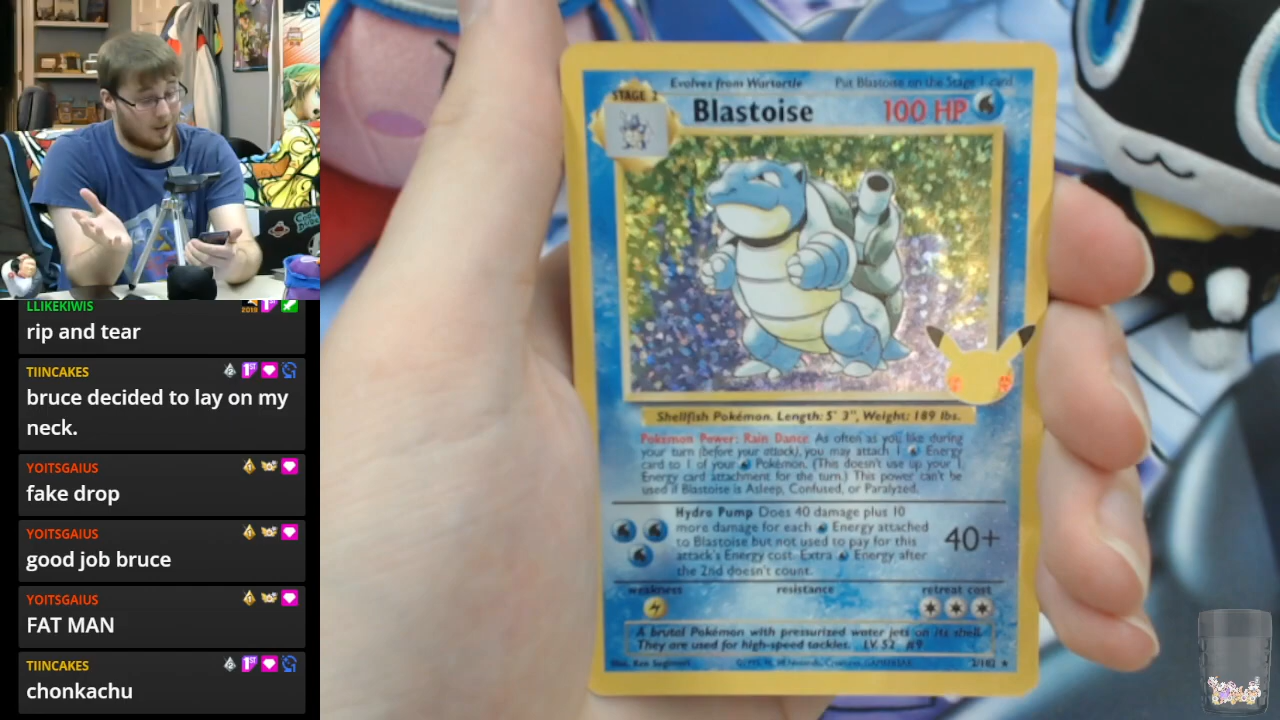 LLIKEKIWIS
2019
rip and tear
TIINCAKES
bruce decided to lay on my
neck.
YOITSGAIUS
fake drop
YOITSGAIUS
good job bruce
YOITSGAIUS
FAT MAN
TIINCAKES
chonkachu
Evolves from Wartortle Put Blastoise on the Stage 1 card
STAGE 2
Blastoise 100 HP
Shellfish Pokémon. Length: 5' 3", Weight: 189 lbs.
Pokémon Power: Rain Dance As often as you like during
your turn (before your attack), you may attach 1 Energy
card to 1 of your Pokémon. (This doesn't use up your 1
Energy card attachment for the turn.) This power can't be
used if Blastoise is Asleep, Confused, or Paralyzed.
Hydro Pump Does 40 damage plus 10
more damage for each Energy attached
to Blastoise but not used to pay for this
attack's Energy cost. Extra Energy after
the 2nd doesn't count.
40+
weakness resistance retreat cost
A brutal Pokémon with pressurized water jets on its shell.
They are used for high-speed tackles. LV. 52 #9
Illus. Ken Sugimori 2/102